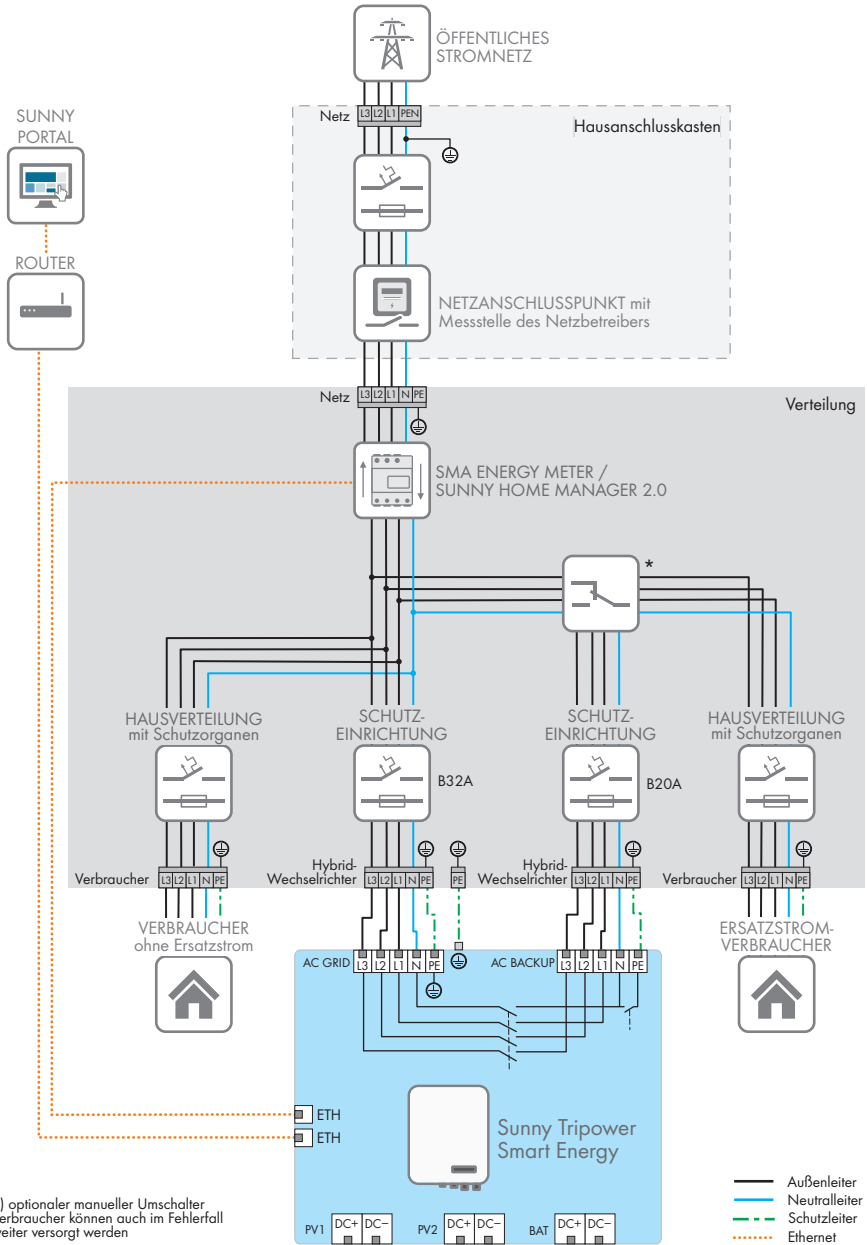 ÖFFENTLICHES
STROMNETZ
Netz
L3 L2 L1 PEN
Hausanschlusskasten
SUNNY
PORTAL
ROUTER
NETZANSCHLUSSPUNKT mit
Messstelle des Netzbetreibers
Netz
L3 L2 L1 N PE
Verteilung
SMA ENERGY METER /
SUNNY HOME MANAGER 2.0
*
HAUSVERTEILUNG
mit Schutzorganen
SCHUTZ-
EINRICHTUNG
B32A
SCHUTZ-
EINRICHTUNG
B20A
HAUSVERTEILUNG
mit Schutzorganen
Verbraucher
L3 L2 L1 N PE
Hybrid-
Wechselrichter
L3 L2 L1 N PE
PE
Hybrid-
Wechselrichter
L3 L2 L1 N PE
Verbraucher
L3 L2 L1 N PE
VERBRAUCHER
ohne Ersatzstrom
ERSATZSTROM-
VERBRAUCHER
AC GRID
L3 L2 L1 N PE
AC BACKUP
L3 L2 L1 N PE
ETH
ETH
Sunny Tripower
Smart Energy
) optionaler manueller Umschalter
erbraucher können auch im Fehlerfall
eiter versorgt werden
PV1 DC+ DC−
PV2 DC+ DC−
BAT DC+ DC−
Außenleiter
Neutralleiter
Schutzleiter
Ethernet